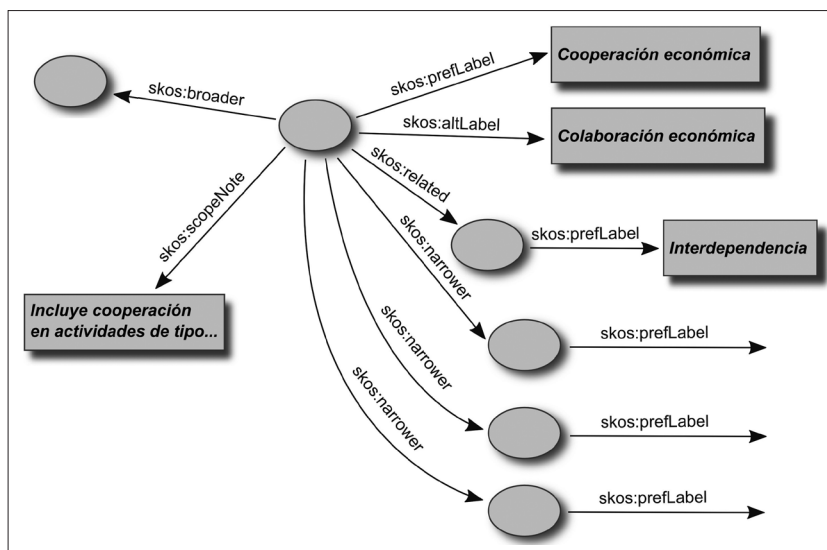 skos:prefLabel
Cooperación económica
skos:broader
skos:altLabel
Colaboración económica
skos:related
skos:scopeNote
skos:prefLabel
Interdependencia
skos:narrower
Incluye cooperación
en actividades de tipo...
skos:prefLabel
skos:narrower
skos:narrower
skos:prefLabel
skos:prefLabel